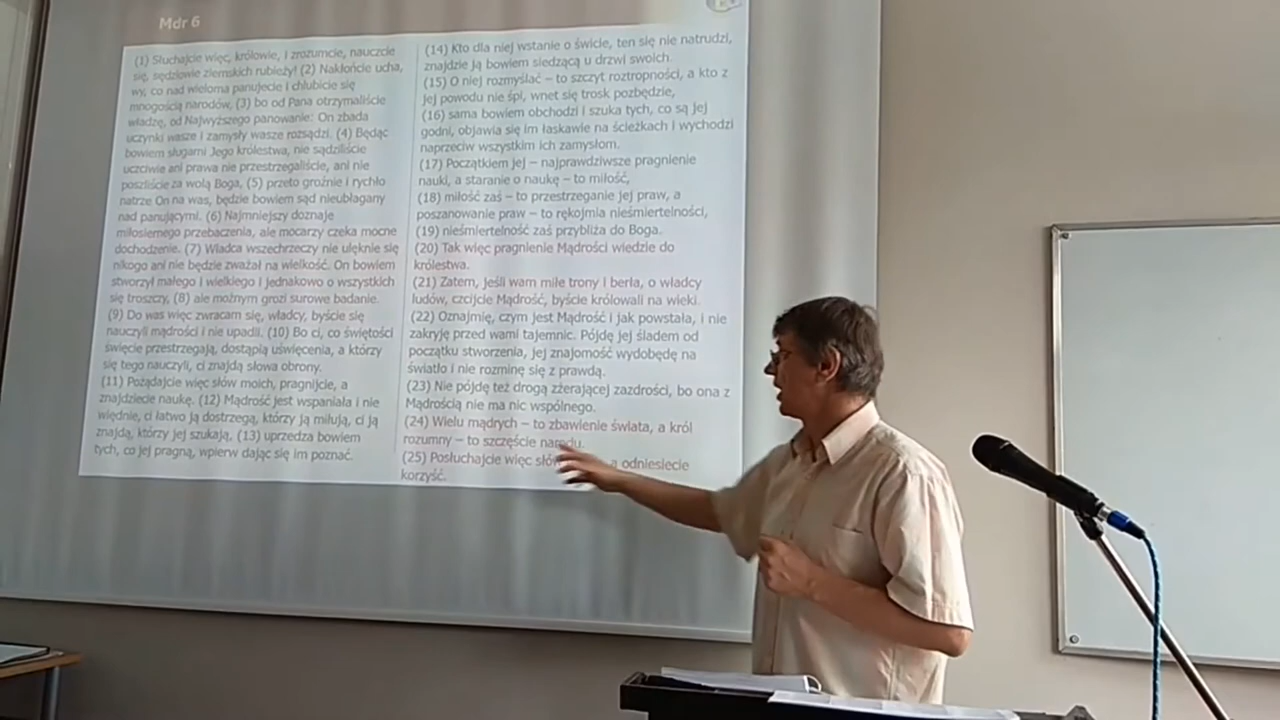 Mdr 6
(1) Słuchajcie więc, królowie, i zrozumcie, nauczcie
się, sędziowie ziemskich rubieży! (2) Nakłońcie ucha,
wy, co nad wieloma panujecie i chlubicie się
mnogością narodów, (3) bo od Pana otrzymaliście
władzę, od Najwyższego panowanie: On zbada
uczynki wasze i zamysły wasze rozsądzi. (4) Będąc
bowiem sługami Jego królestwa, nie sądziliście
uczciwie ani prawa nie przestrzegaliście, ani nie
poszliście za wolą Boga, (5) przeto groźnie i rychło
natrze On na was, będzie bowiem sąd nieubłagany
nad panującymi. (6) Najmniejszy doznaje
miłosiernego przebaczenia, ale mocarzy czeka mocne
dochodzenie. (7) Władca wszechrzeczy nie ulęknie się
nikogo ani nie będzie zważał na wielkość. On bowiem
stworzył małego i wielkiego i jednakowo o wszystkich
się troszczy, (8) ale możnym grozi surowe badanie.
(9) Do was więc zwracam się, władcy, byście się
nauczyli mądrości i nie upadli. (10) Bo ci, co świętości
święcie przestrzegają, dostąpią uświęcenia, a którzy
się tego nauczyli, ci znajdą słowa obrony.
(11) Pożądajcie więc słów moich, pragnijcie, a
znajdziecie naukę. (12) Mądrość jest wspaniała i nie
więdnie, ci łatwo ją dostrzegą, którzy ją miłują, i ci ją
znajdą, którzy jej szukają, (13) uprzedza bowiem
tych, co jej pragną, wpierw dając się im poznać.
(14) Kto dla niej wstanie o świcie, ten się nie natrudzi,
znajdzie ją bowiem siedzącą u drzwi swoich.
(15) O niej rozmyślać – to szczyt roztropności, a kto z
jej powodu nie śpi, wnet się trosk pozbędzie,
(16) sama bowiem obchodzi i szuka tych, co są jej
godni, objawia się im łaskawie na ścieżkach i wychodzi
naprzeciw wszystkim ich zamysłom.
(17) Początkiem jej – najprawdziwsze pragnienie
nauki, a staranie o naukę – to miłość,
(18) miłość zaś – to przestrzeganie jej praw, a
poszanowanie praw – to rękojmia nieśmiertelności,
(19) nieśmiertelność zaś przybliża do Boga.
(20) Tak więc pragnienie Mądrości wiedzie do
królestwa.
(21) Zatem, jeśli wam miłe trony i berła, o władcy
ludów, czcijcie Mądrość, byście królowali na wieki.
(22) Oznajmię, czym jest Mądrość i jak powstała, i nie
zakryję przed wami tajemnic. Pójdę jej śladem od
początku stworzenia, jej znajomość wydobędę na
światło i nie rozminę się z prawdą.
(23) Nie pójdę też drogą zżerającej zazdrości, bo ona z
Mądrością nie ma nic wspólnego.
(24) Wielu mądrych – to zbawienie świata, a król
rozumny – to szczęście narodu.
(25) Posłuchajcie więc słów a odniesiecie
korzyść.